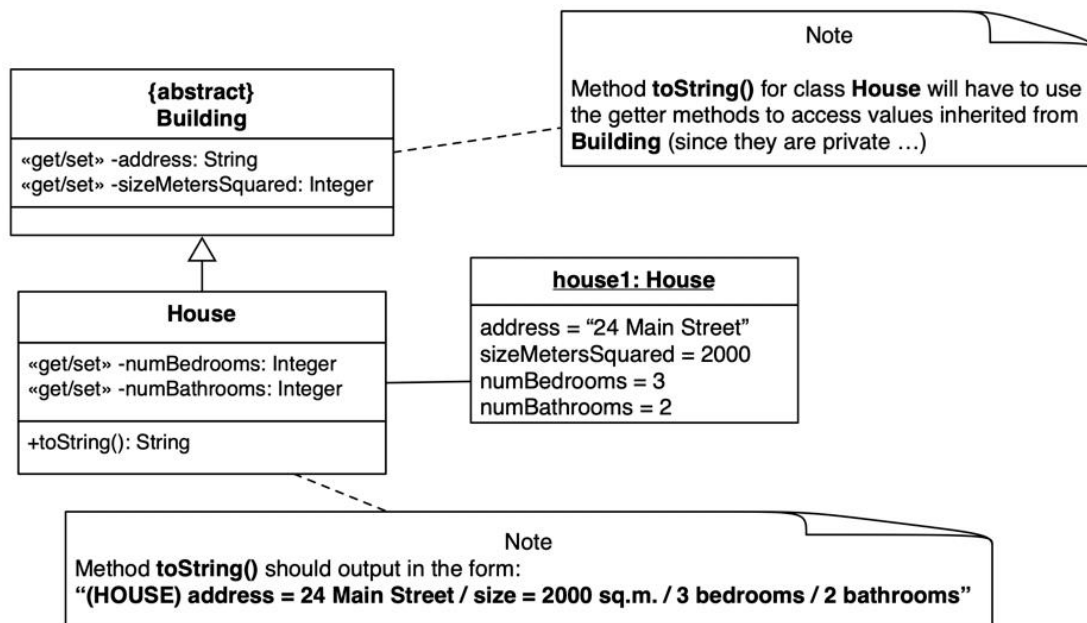 Note
Method toString() for class House will have to use
the getter methods to access values inherited from
Building (since they are private …)
{abstract}
Building
«get/set» -address: String
«get/set» -sizeMetersSquared: Integer
House
«get/set» -numBedrooms: Integer
«get/set» -numBathrooms: Integer
+toString(): String
house1: House
address = “24 Main Street”
sizeMetersSquared = 2000
numBedrooms = 3
numBathrooms = 2
Note
Method toString() should output in the form:
“(HOUSE) address = 24 Main Street / size = 2000 sq.m. / 3 bedrooms / 2 bathrooms”